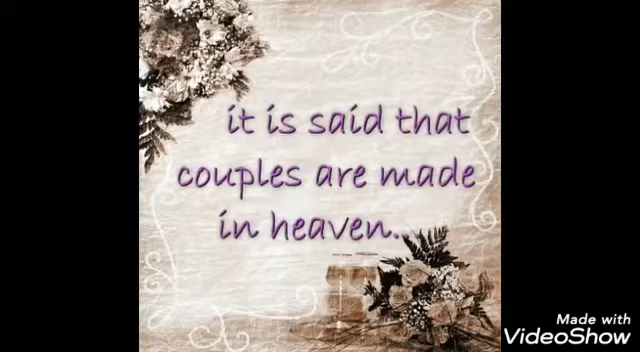 it is said that
couples are made
in heaven...
Made with
VideoShow